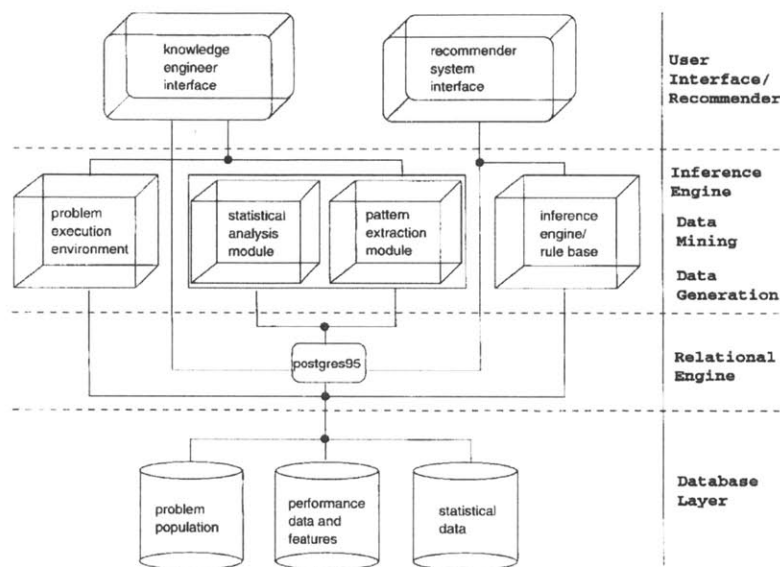 knowledge
engineer
interface
recommender
system
interface
User
Interface/
Recommender
problem
execution
environment
statistical
analysis
module
pattern
extraction
module
inference
engine/
rule base
Inference
Engine
Data
Mining
Data
Generation
postgres95
Relational
Engine
problem
population
performance
data and
features
statistical
data
Database
Layer